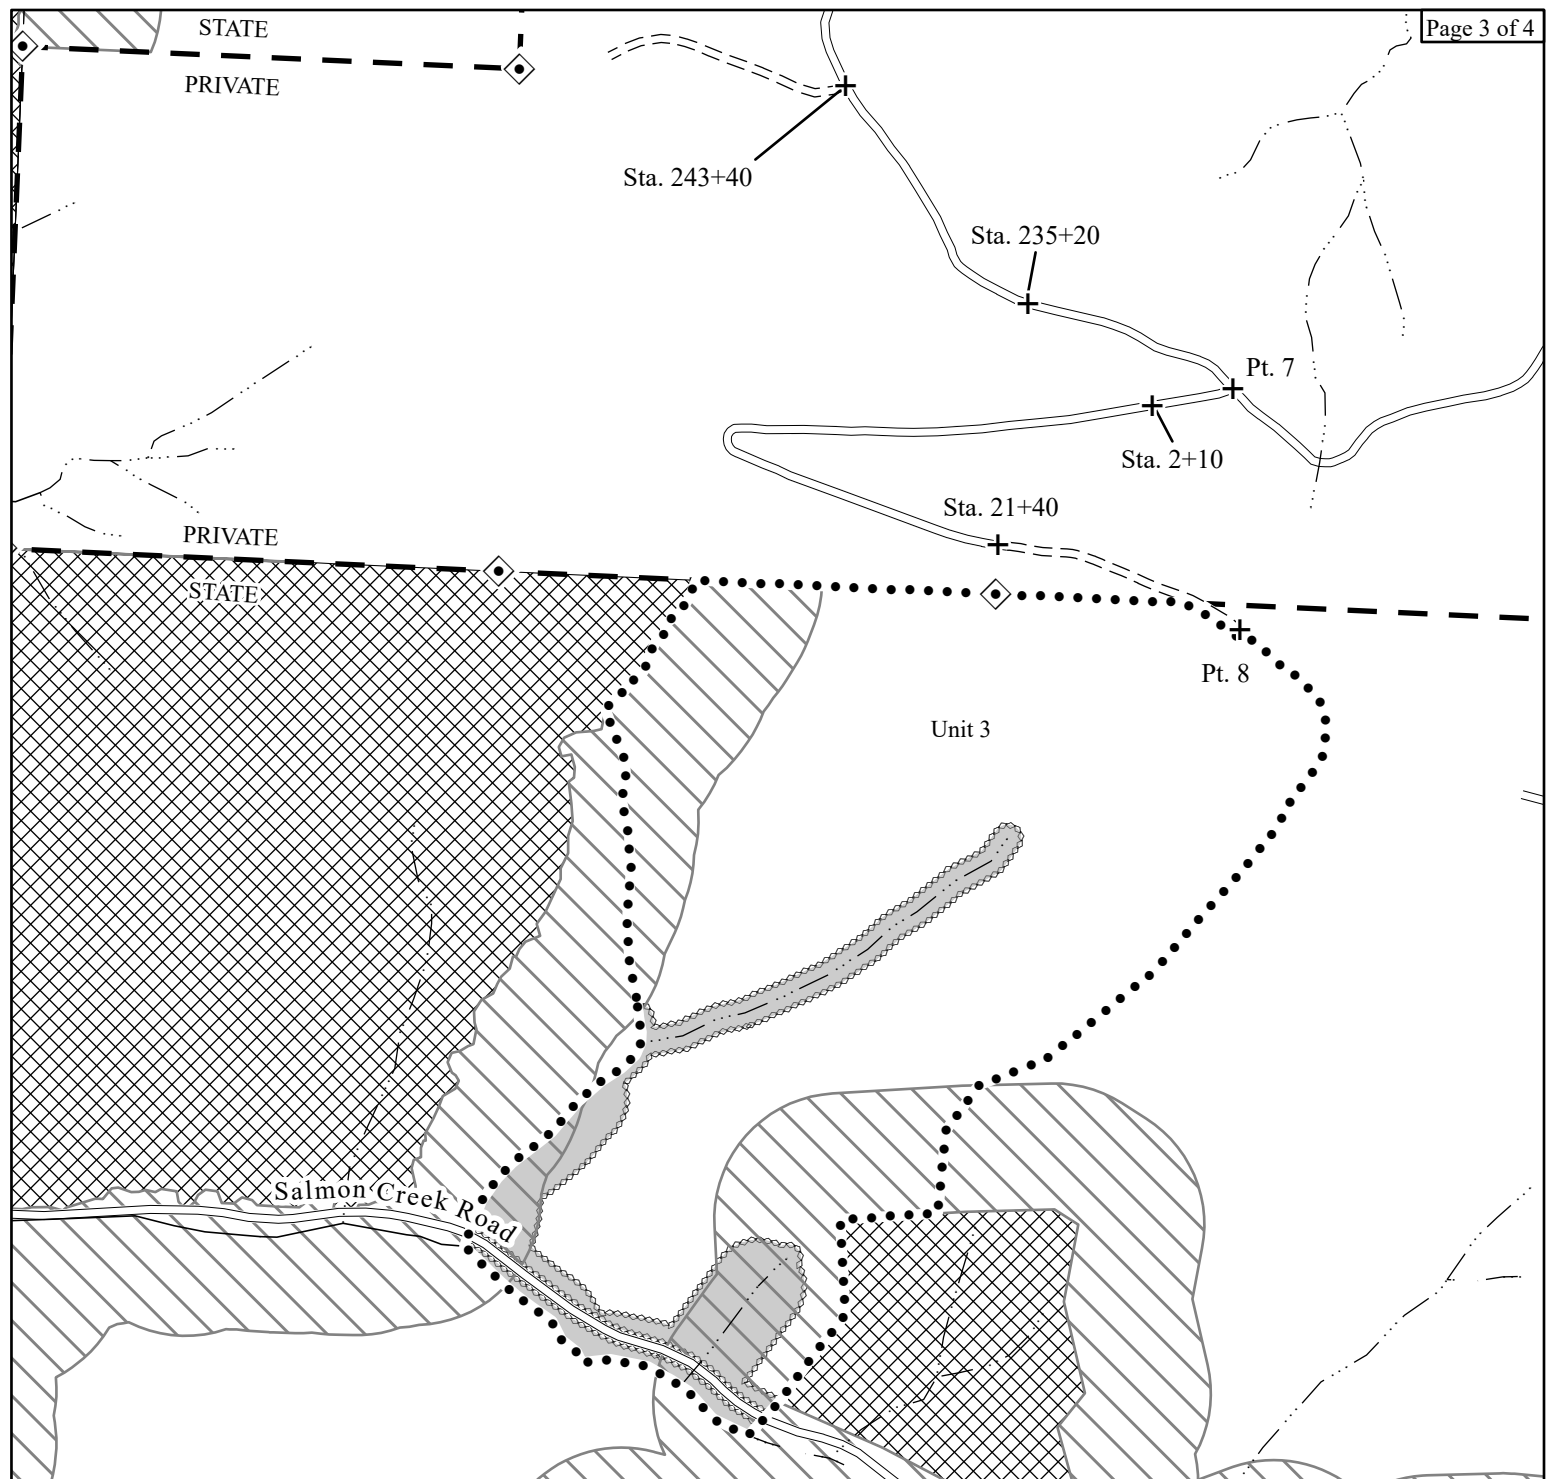 STATE
Page 3 of 4
PRIVATE
Sta. 243+40
Sta. 235+20
Pt. 7
Sta. 2+10
Sta. 21+40
PRIVATE
STATE
Pt. 8
Unit 3
Salmon Creek Road